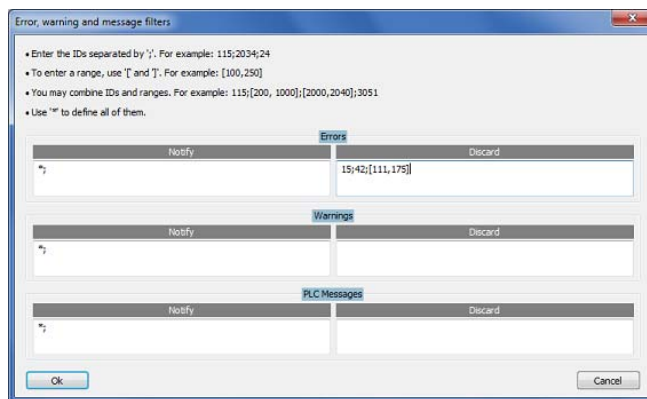 Error, warning and message filters
• Enter the IDs separated by ';'. For example: 115;2034;24
• To enter a range, use '[' and ']'. For example: [100,250]
• You may combine IDs and ranges. For example: 115;[200, 1000];[2000,2040];3051
• Use '*' to define all of them.
Errors
Notify Discard
*; 15;42;[111,175]
Warnings
Notify Discard
*;
PLC Messages
Notify Discard
*;
Ok Cancel